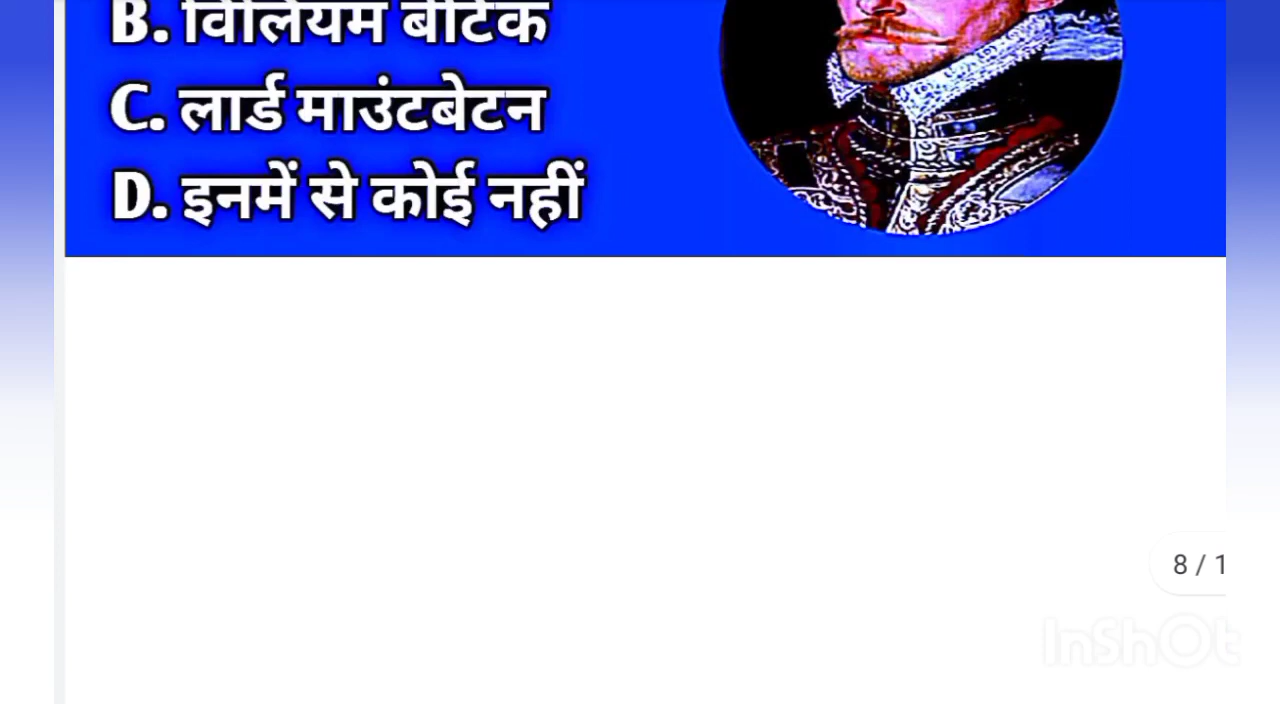 B. विलियम बेंटिक
C. लार्ड माउंटबेटन
D. इनमें से कोई नहीं
8 / 1
InShOt